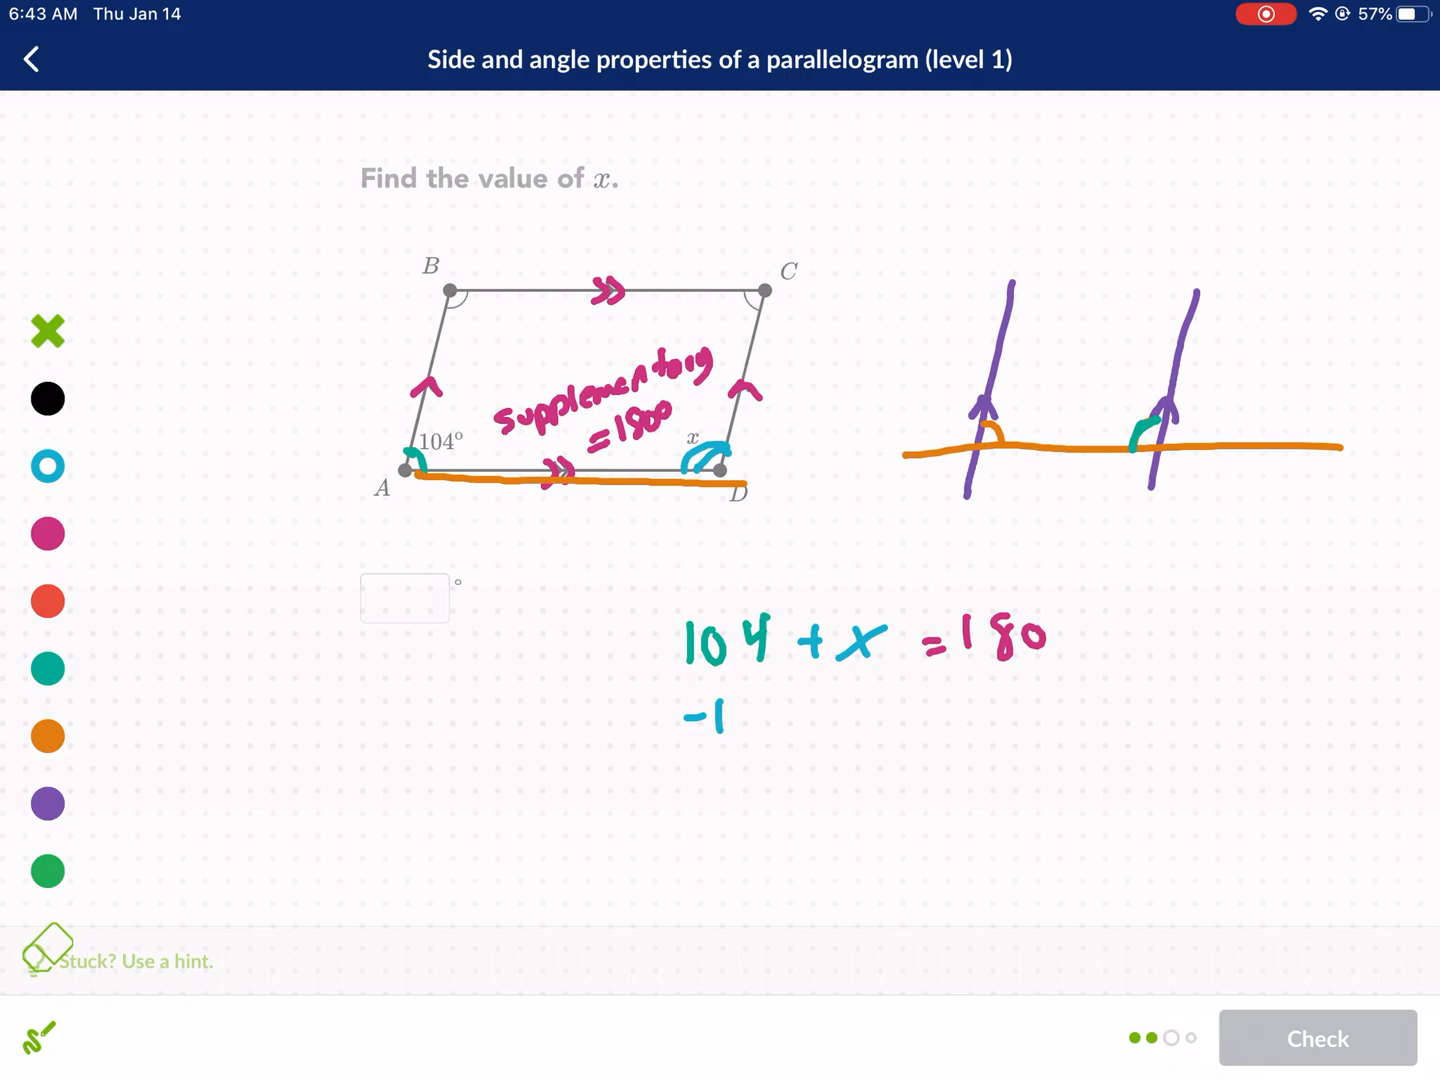 6:43 AM Thu Jan 14
57%
Side and angle properties of a parallelogram (level 1)
Find the value of x.
B
C
supplementary
=180
104°
x
A
D
°
104 + x = 180
-1
Stuck? Use a hint.
Check